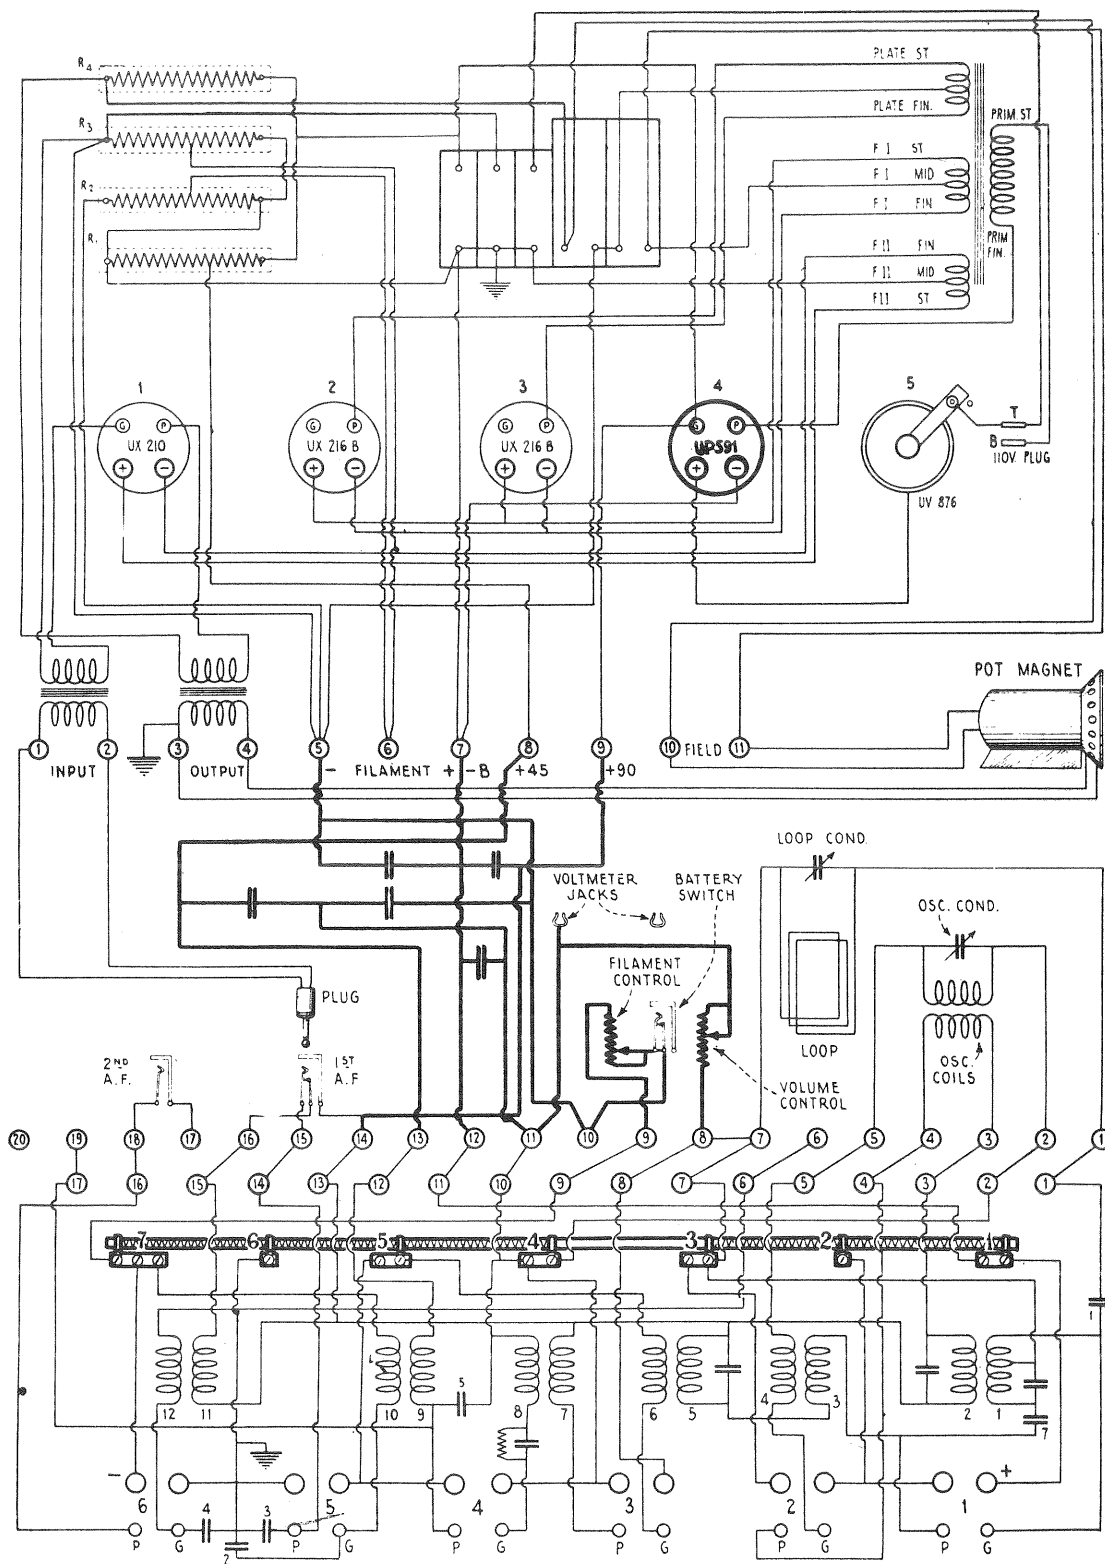 R4
PLATE ST
R3
PLATE FIN.
PRIM. ST
F I ST
F I MID
F I FIN
R2
R.
F II FIN
PRIM FIN.
F II MID
F II ST
1 2 3 4 5
G P G P G P G P
UX 210 UX 216 B UX 216 B UP591
+ - + - + - + -
T
B
110V. PLUG
UV 876
POT MAGNET
1 2 3 4 5 6 7 8 9 10 FIELD 11
INPUT OUTPUT - FILAMENT + -B +45 +90
LOOP COND.
VOLTMETER JACKS
BATTERY SWITCH
OSC. COND.
FILAMENT CONTROL
PLUG
LOOP
OSC. COILS
2ND A.F.
1ST A.F
VOLUME CONTROL
20 19 18 17 16 15 14 13 12 11 10 9 8 7 6 5 4 3 2 1
17 16 15 14 13 12 11 10 9 8 7 6 5 4 3 2 1
7 6 5 4 3 2 1
1
5
12 11 10 9 8 7 6 5 4 3 2 1
7
- +
6 4 3 5 4 3 2 1
P G 2 P G P G P G P G P G